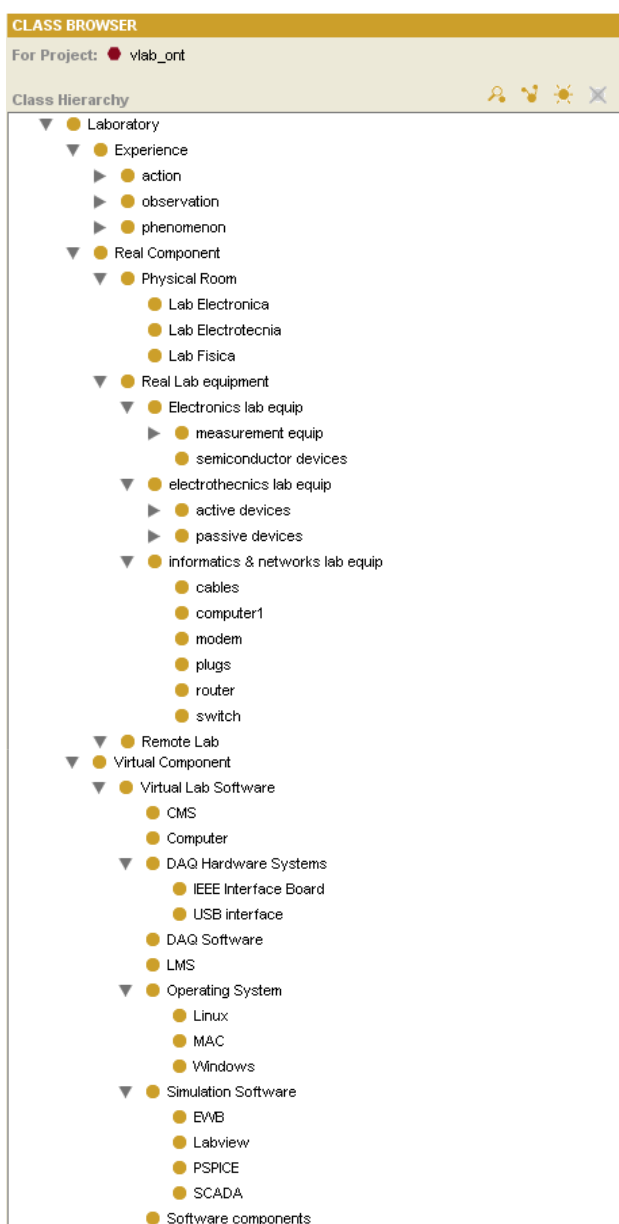 CLASS BROWSER
For Project: vlab_ont
Class Hierarchy
Laboratory
Experience
action
observation
phenomenon
Real Component
Physical Room
Lab Electronica
Lab Electrotecnia
Lab Fisica
Real Lab equipment
Electronics lab equip
measurement equip
semiconductor devices
electrothecnics lab equip
active devices
passive devices
informatics & networks lab equip
cables
computer1
modem
plugs
router
switch
Remote Lab
Virtual Component
Virtual Lab Software
CMS
Computer
DAQ Hardware Systems
IEEE Interface Board
USB interface
DAQ Software
LMS
Operating System
Linux
MAC
Windows
Simulation Software
EWB
Labview
PSPICE
SCADA
Software components